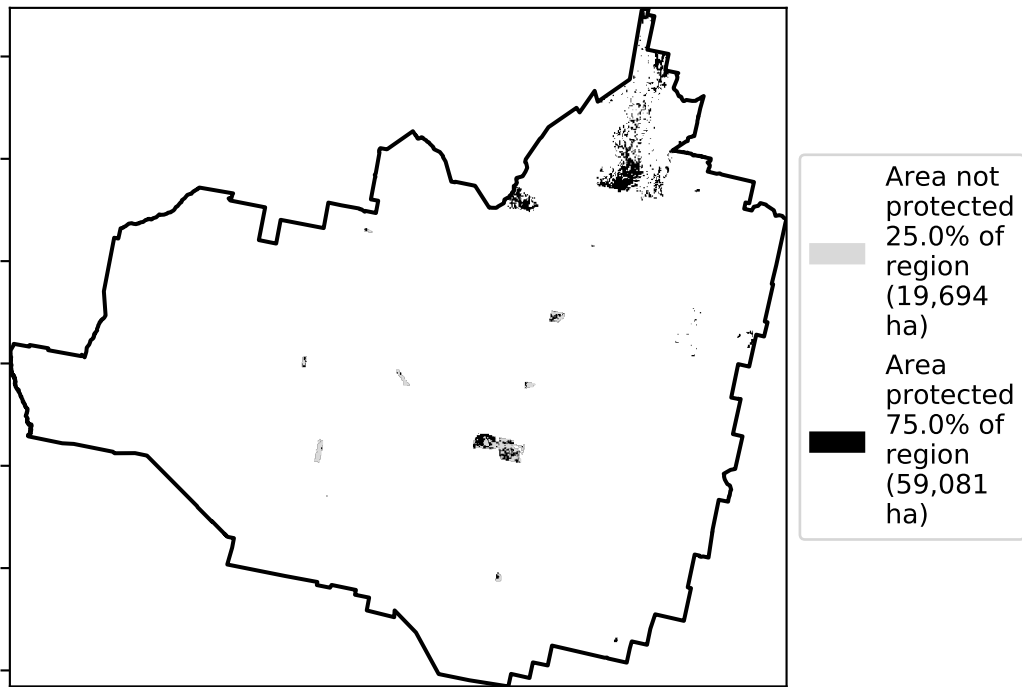 Area not
protected
25.0% of
region
(19,694
ha)
Area
protected
75.0% of
region
(59,081
ha)